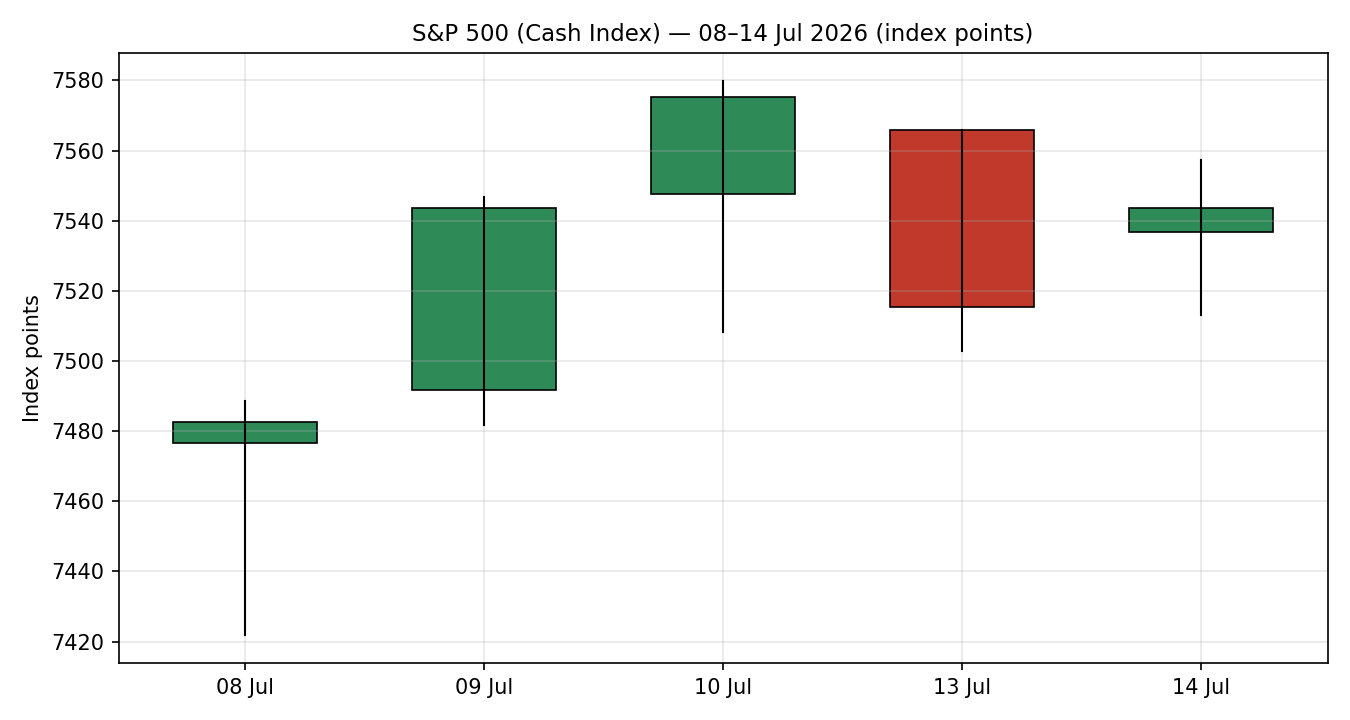 S&P 500 (Cash Index) — 08–14 Jul 2026 (index points)
Index points
7580
7560
7540
7520
7500
7480
7460
7440
7420
08 Jul
09 Jul
10 Jul
13 Jul
14 Jul